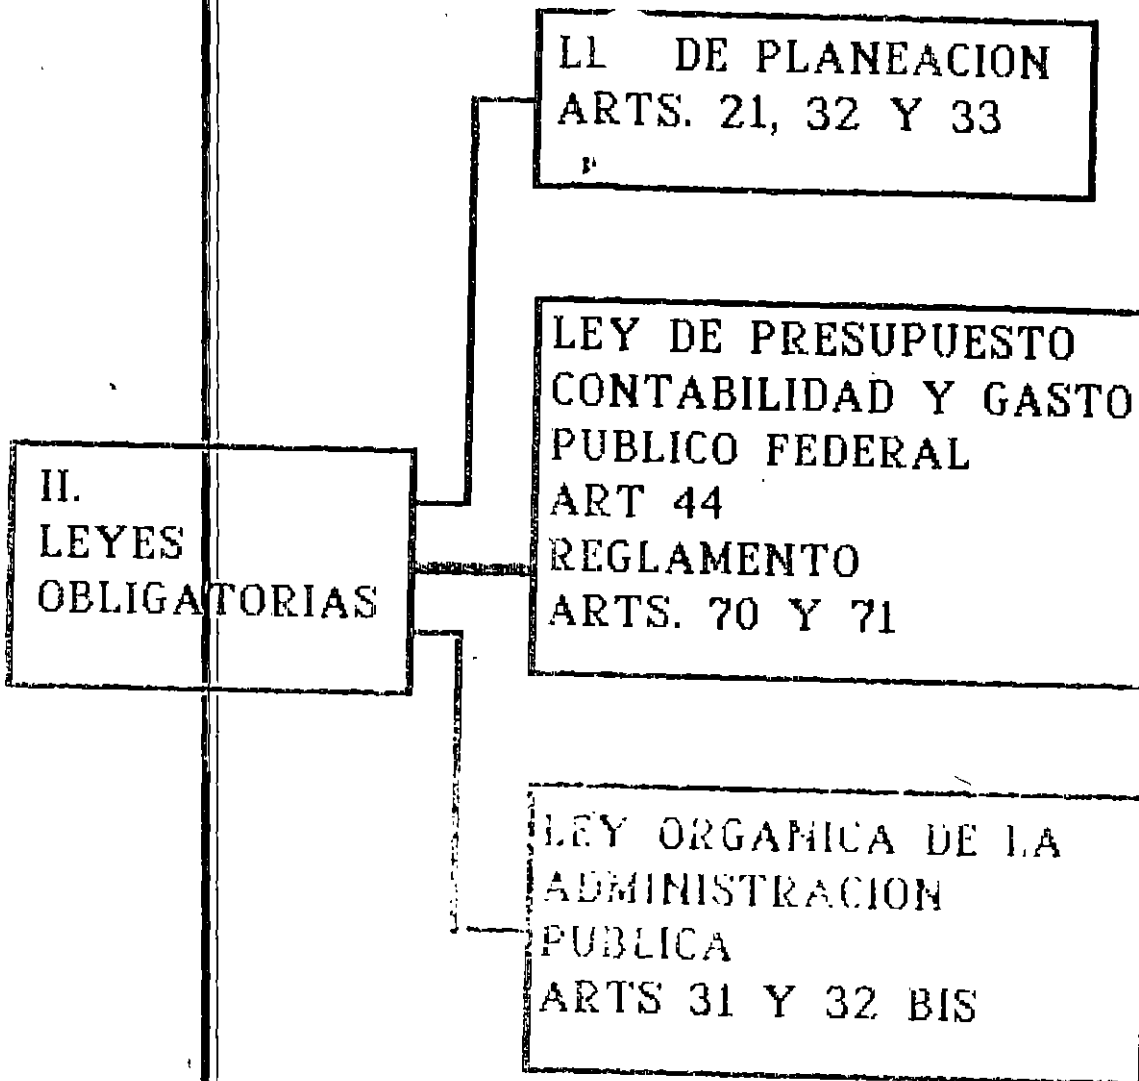 II.
LEYES
OBLIGATORIAS
LL DE PLANEACION
ARTS. 21, 32 Y 33
LEY DE PRESUPUESTO
CONTABILIDAD Y GASTO
PUBLICO FEDERAL
ART 44
REGLAMENTO
ARTS. 70 Y 71
LEY ORGANICA DE LA
ADMINISTRACION
PUBLICA
ARTS 31 Y 32 BIS